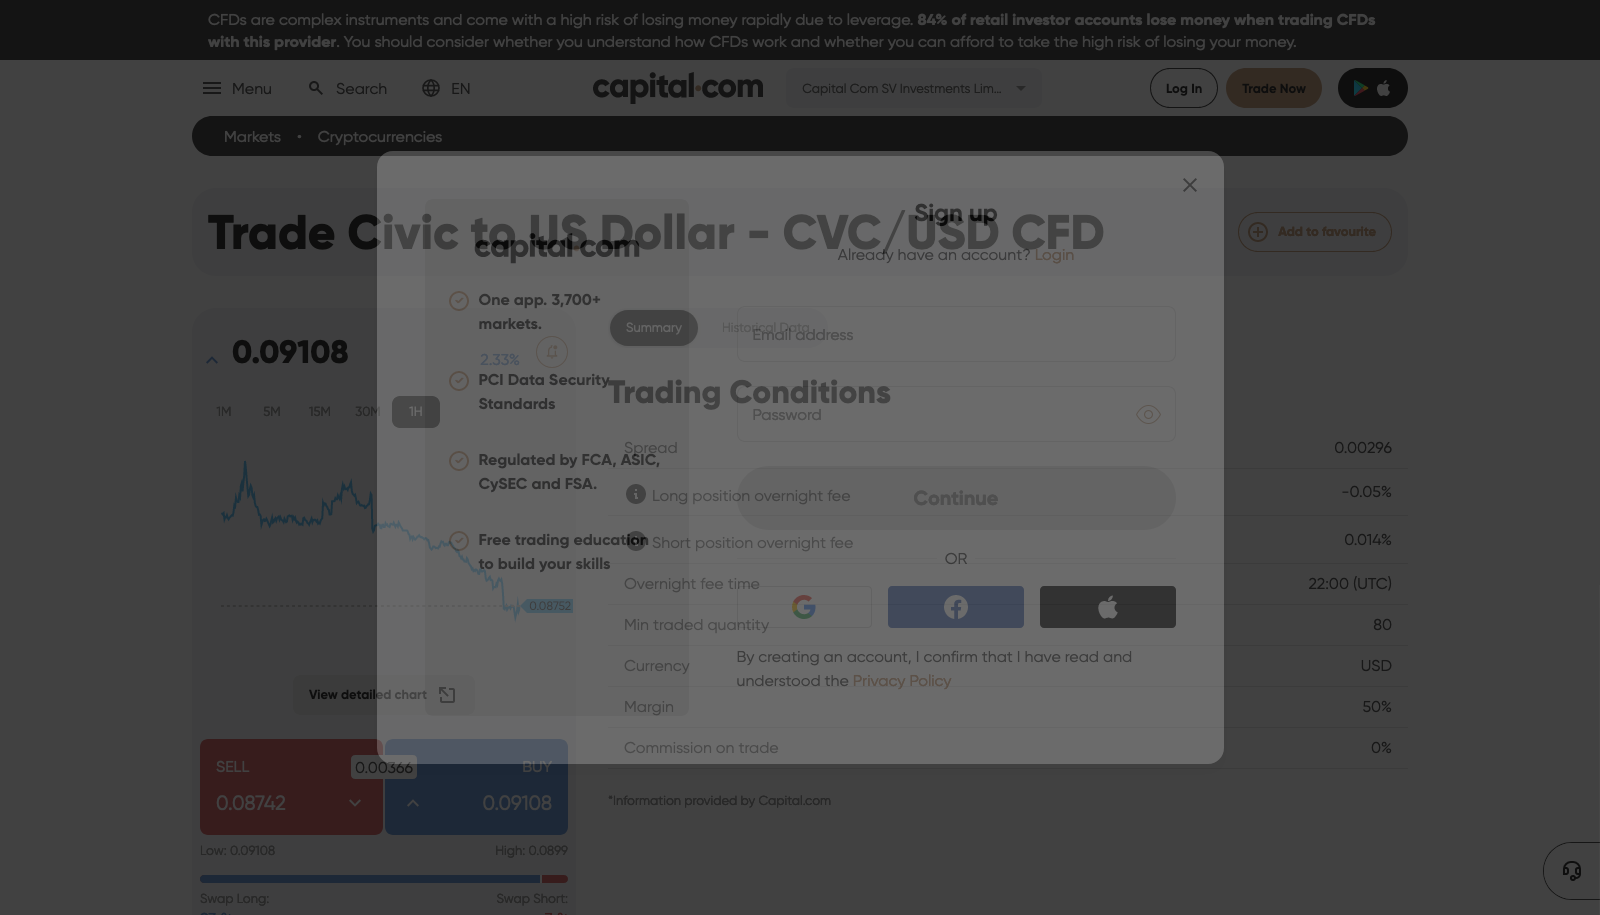 CFDs are complex instruments and come with a high risk of losing money rapidly due to leverage. 84% of retail investor accounts lose money when trading CFDs
with this provider. You should consider whether you understand how CFDs work and whether you can afford to take the high risk of losing your money.
Menu
Search
EN
capital.com
Capital Com SV Investments Lim...
Log In
Trade Now
Markets • Cryptocurrencies
Trade Civic to US Dollar - CVC/USD CFD
Add to favourite
0.09108
2.33%
1M 5M 15M 30M 1H
0.08752
View detailed chart
SELL
0.08742
0.00366
BUY
0.09108
Low: 0.09108
High: 0.0899
Swap Long:
Swap Short:
Summary
Historical Data
Trading Conditions
Spread 0.00296
Long position overnight fee -0.05%
Short position overnight fee 0.014%
Overnight fee time 22:00 (UTC)
Min traded quantity 80
Currency USD
Margin 50%
Commission on trade 0%
*Information provided by Capital.com
capital.com
One app. 3,700+
markets.
PCI Data Security
Standards
Regulated by FCA, ASIC,
CySEC and FSA.
Free trading education
to build your skills
Sign up
Already have an account? Login
Email address
Password
Continue
OR
By creating an account, I confirm that I have read and
understood the Privacy Policy